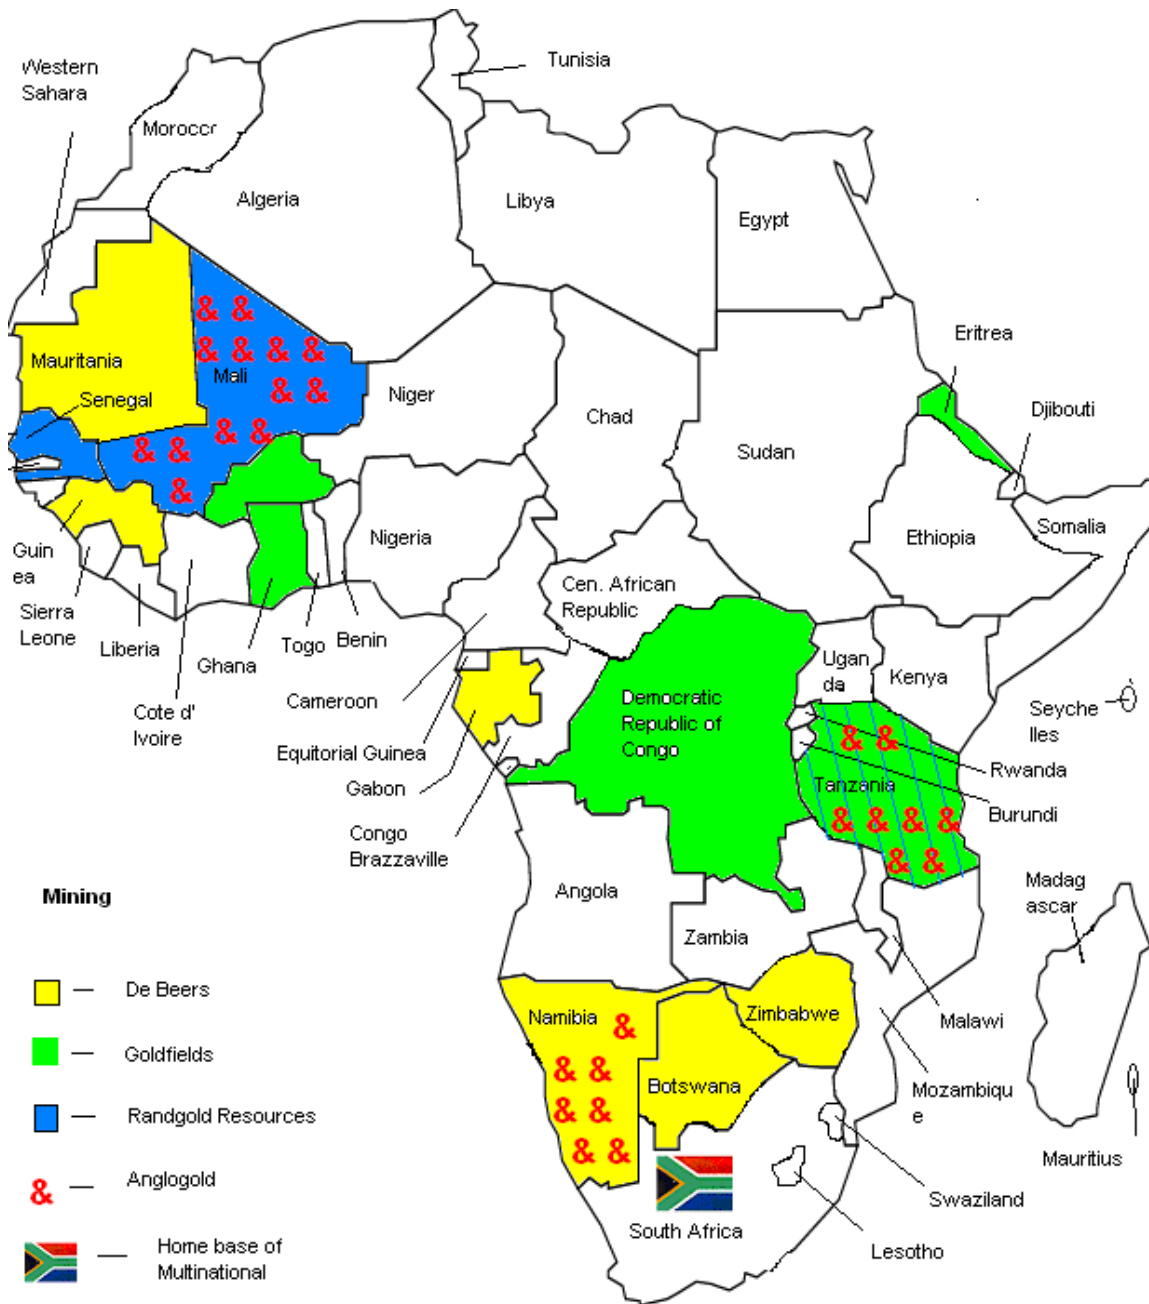 Western
Sahara
Tunisia
Moroccr
Algeria
Libya
Egypt
Eritrea
Mauritania
& &
& & & &
Mali
& &
Niger
Senegal
Chad
Djibouti
& &
& &
Sudan
&
Somalia
Nigeria
Ethiopia
Guin
ea
Cen. African
Republic
Sierra
Leone
Liberia
Ghana
Togo
Benin
Ugan
da
Kenya
Cameroon
Democratic
Republic of
Congo
Seyche
lles
Cote d'
Ivoire
Equitorial Guinea
& &
Rwanda
Gabon
Tanzania
Burundi
Congo
Brazzaville
& & & &
& &
Angola
Madag
ascar
Mining
Zambia
De Beers
Namibia
&
Zimbabwe
Malawi
Goldfields
& &
Botswana
Mozambiqu
e
Randgold Resources
& &
& &
Mauritius
&
Anglogold
Swaziland
South Africa
Lesotho
Home base of
Multinational